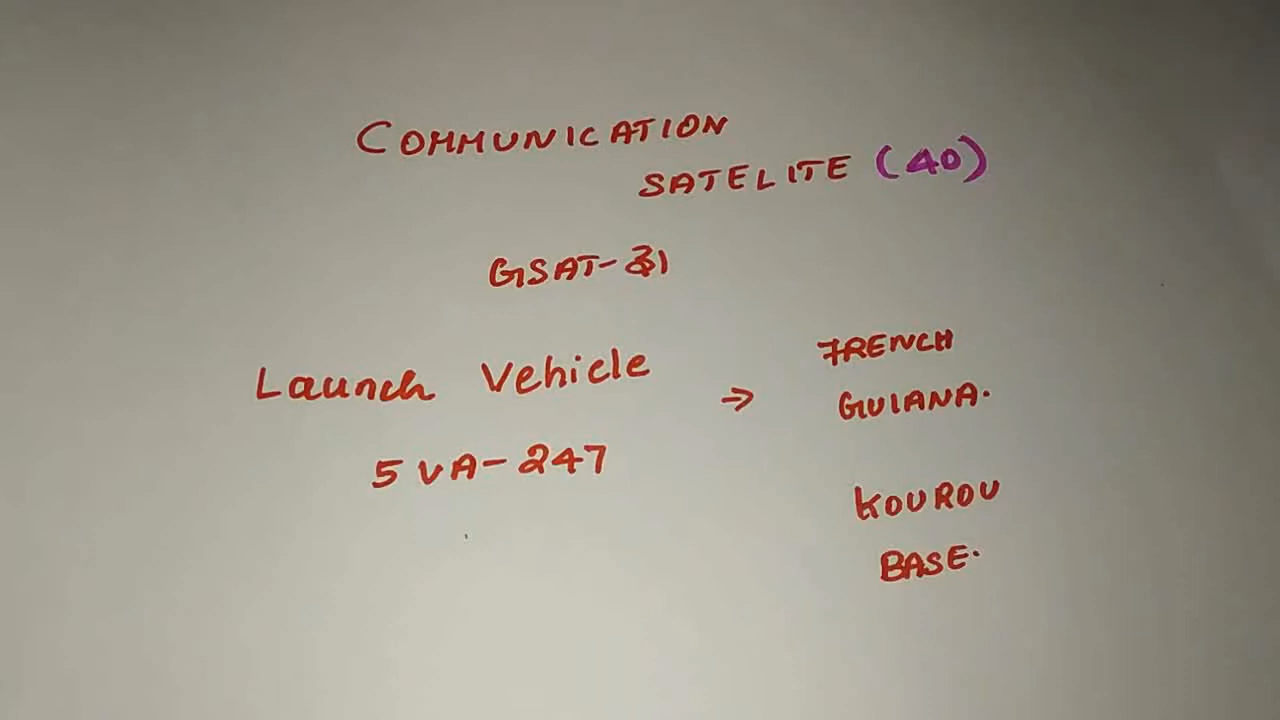 COMMUNICATION
SATELITE (40)
GSAT-31
Launch Vehicle
5 VA-247
→ FRENCH
GUIANA.
KOUROU
BASE.